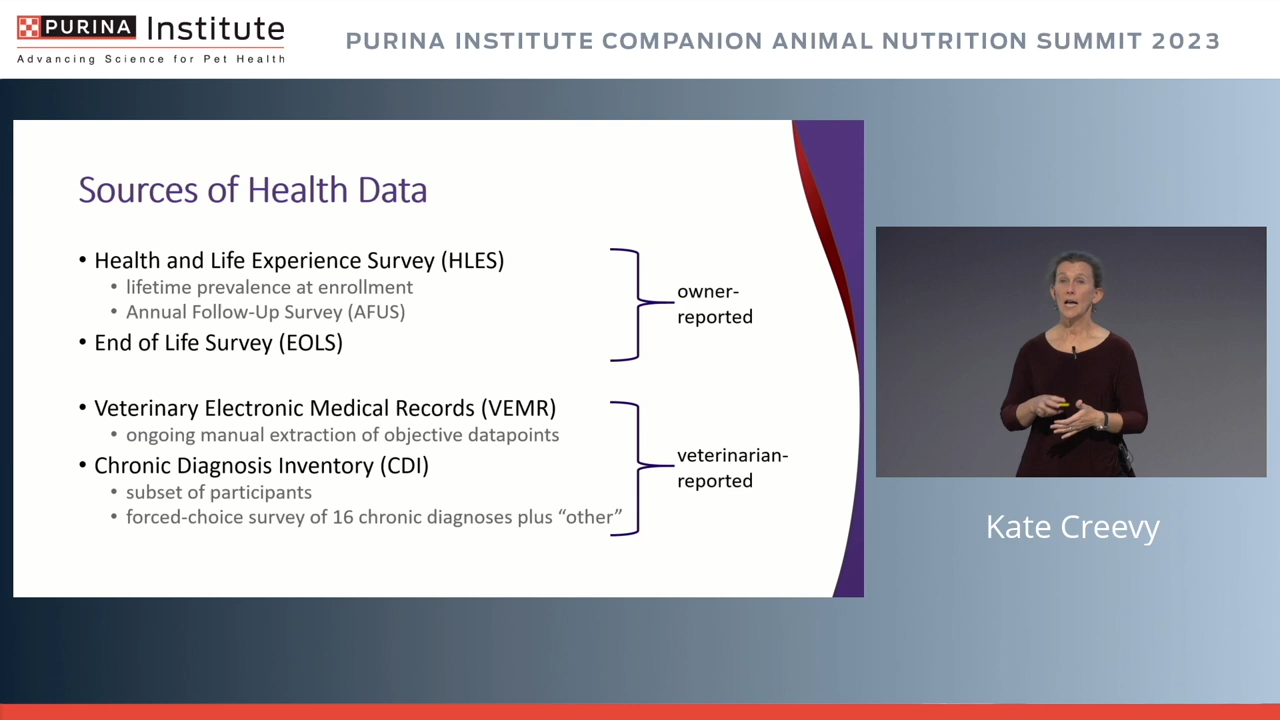 PURINA Institute
Advancing Science for Pet Health
PURINA INSTITUTE COMPANION ANIMAL NUTRITION SUMMIT 2023
Sources of Health Data
• Health and Life Experience Survey (HLES)
• lifetime prevalence at enrollment
• Annual Follow-Up Survey (AFUS)
• End of Life Survey (EOLS)
owner-
reported
• Veterinary Electronic Medical Records (VEMR)
• ongoing manual extraction of objective datapoints
• Chronic Diagnosis Inventory (CDI)
• subset of participants
• forced-choice survey of 16 chronic diagnoses plus “other”
veterinarian-
reported
Kate Creevy